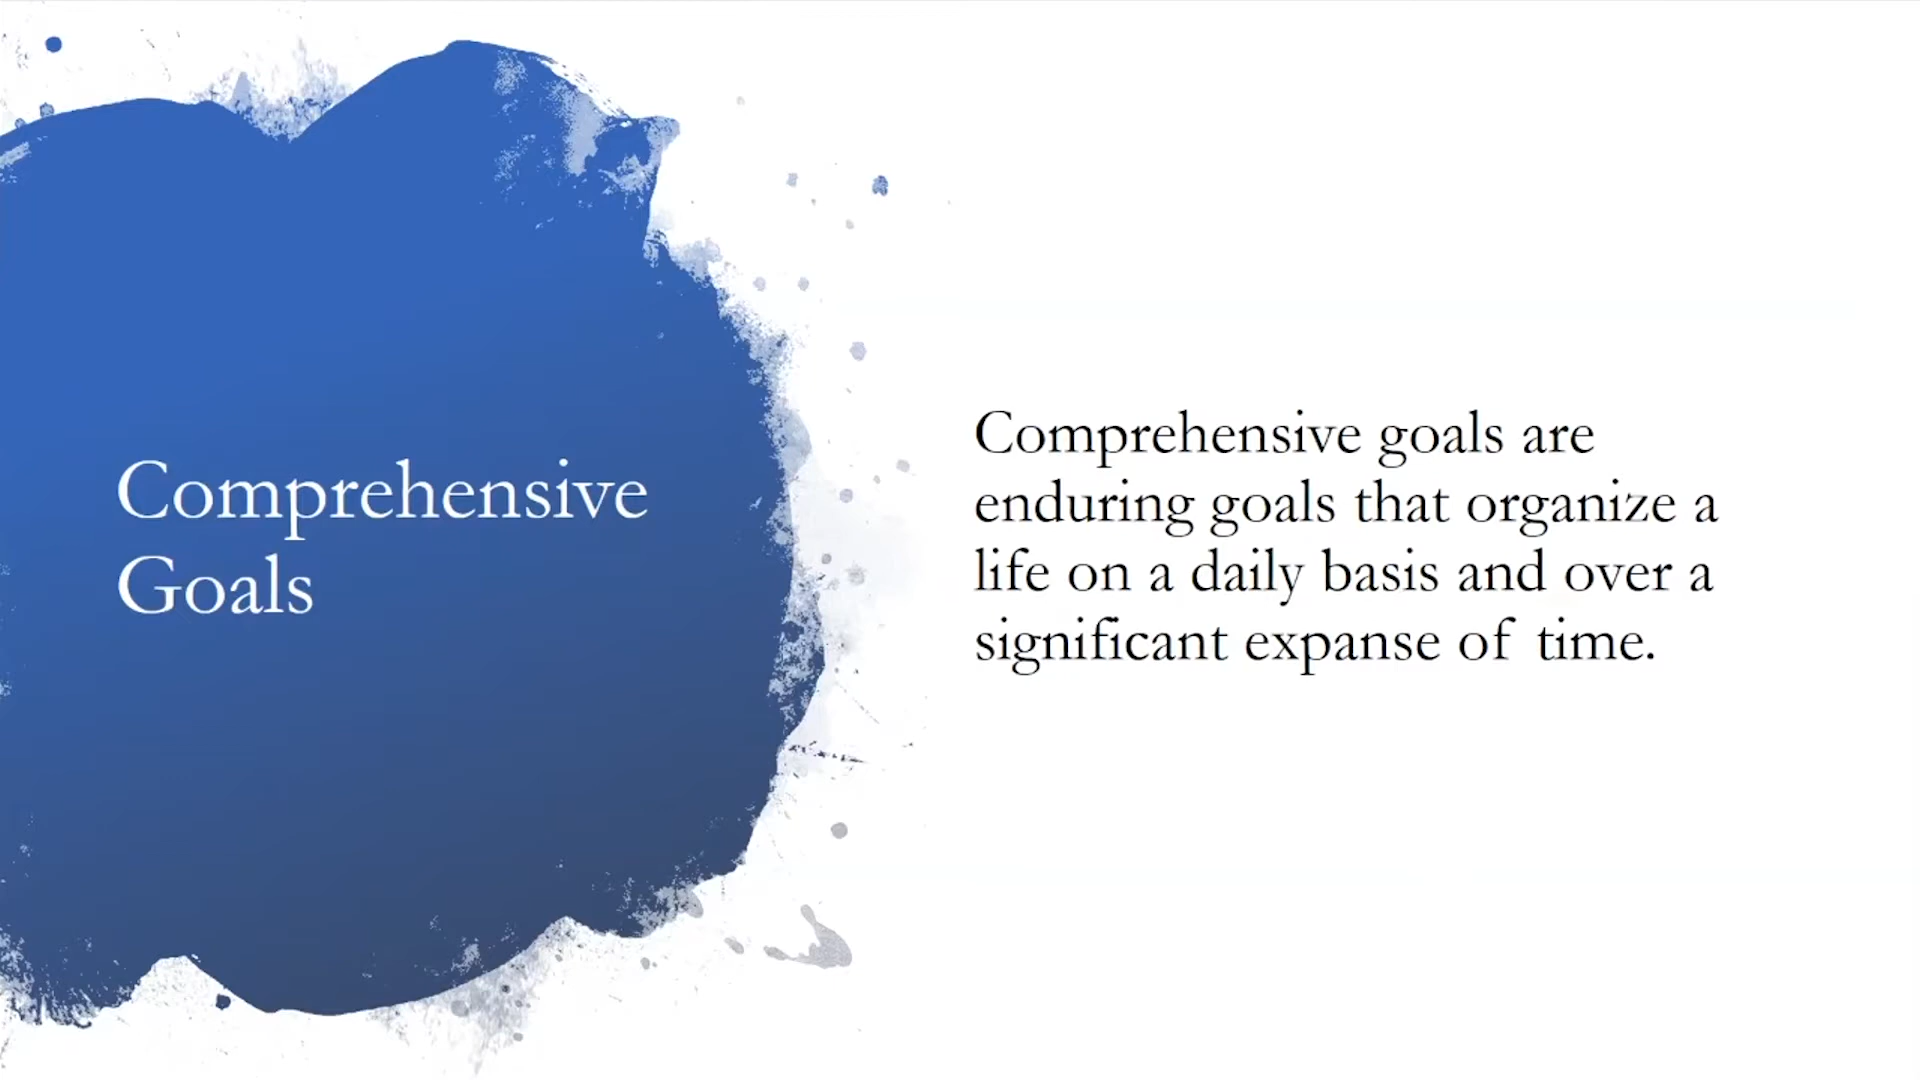 Comprehensive
Goals
Comprehensive goals are
enduring goals that organize a
life on a daily basis and over a
significant expanse of time.